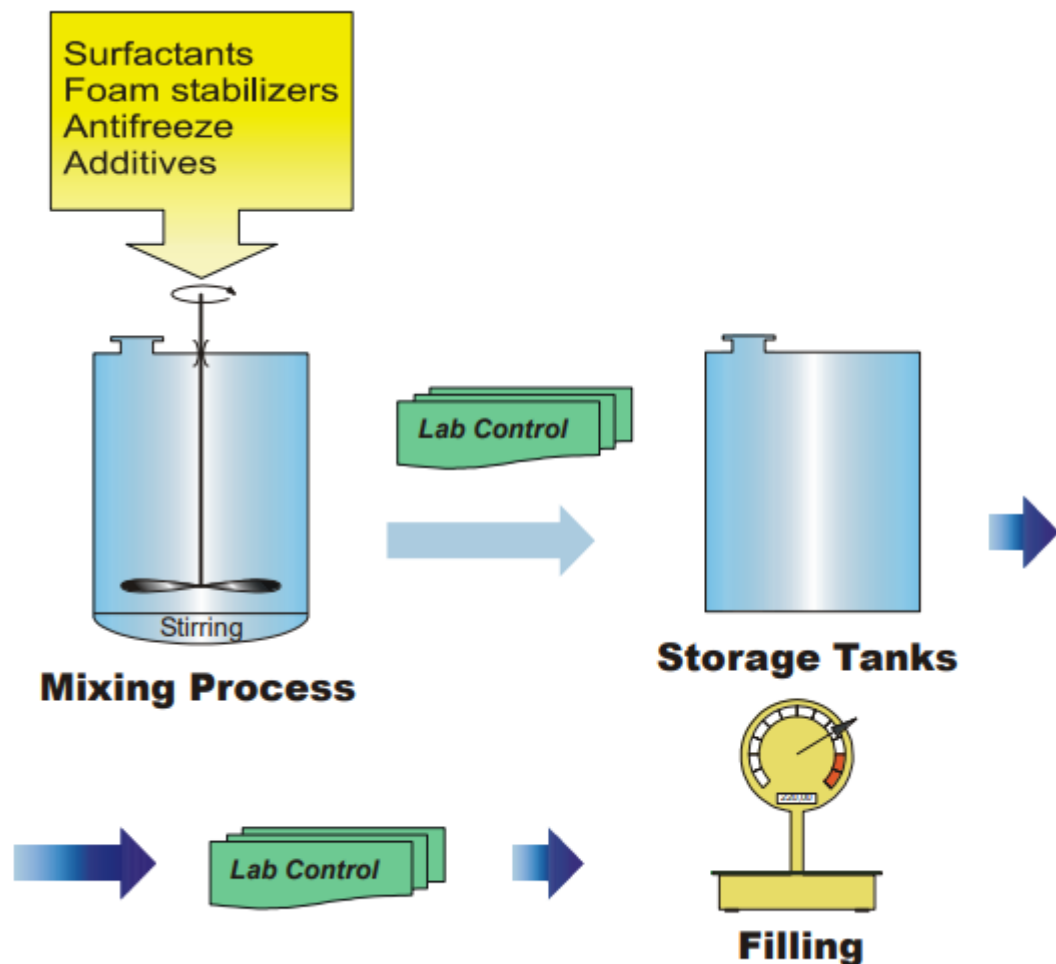 Surfactants
Foam stabilizers
Antifreeze
Additives
Lab Control
Stirring
Mixing Process
Storage Tanks
Lab Control
Filling